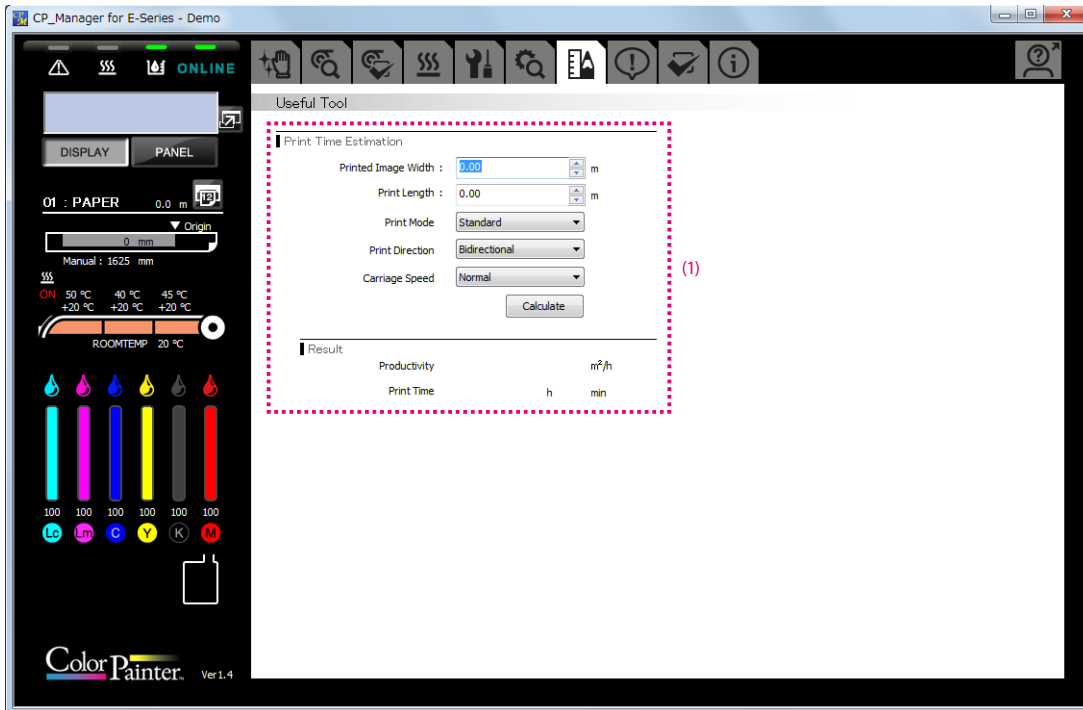 CP_Manager for E-Series - Demo
ONLINE
DISPLAY
PANEL
01 : PAPER
0.0 m
12
Origin
0 mm
Manual : 1625 mm
ON 50 ℃ 40 ℃ 45 ℃
+20 ℃ +20 ℃ +20 ℃
ROOMTEMP 20 ℃
100 100 100 100 100 100
Lc Lm C Y K M
Color Painter™ Ver1.4
Useful Tool
Print Time Estimation
Printed Image Width : 0.00 m
Print Length : 0.00 m
Print Mode Standard
Print Direction Bidirectional
Carriage Speed Normal
Calculate
(1)
Result
Productivity m²/h
Print Time h min